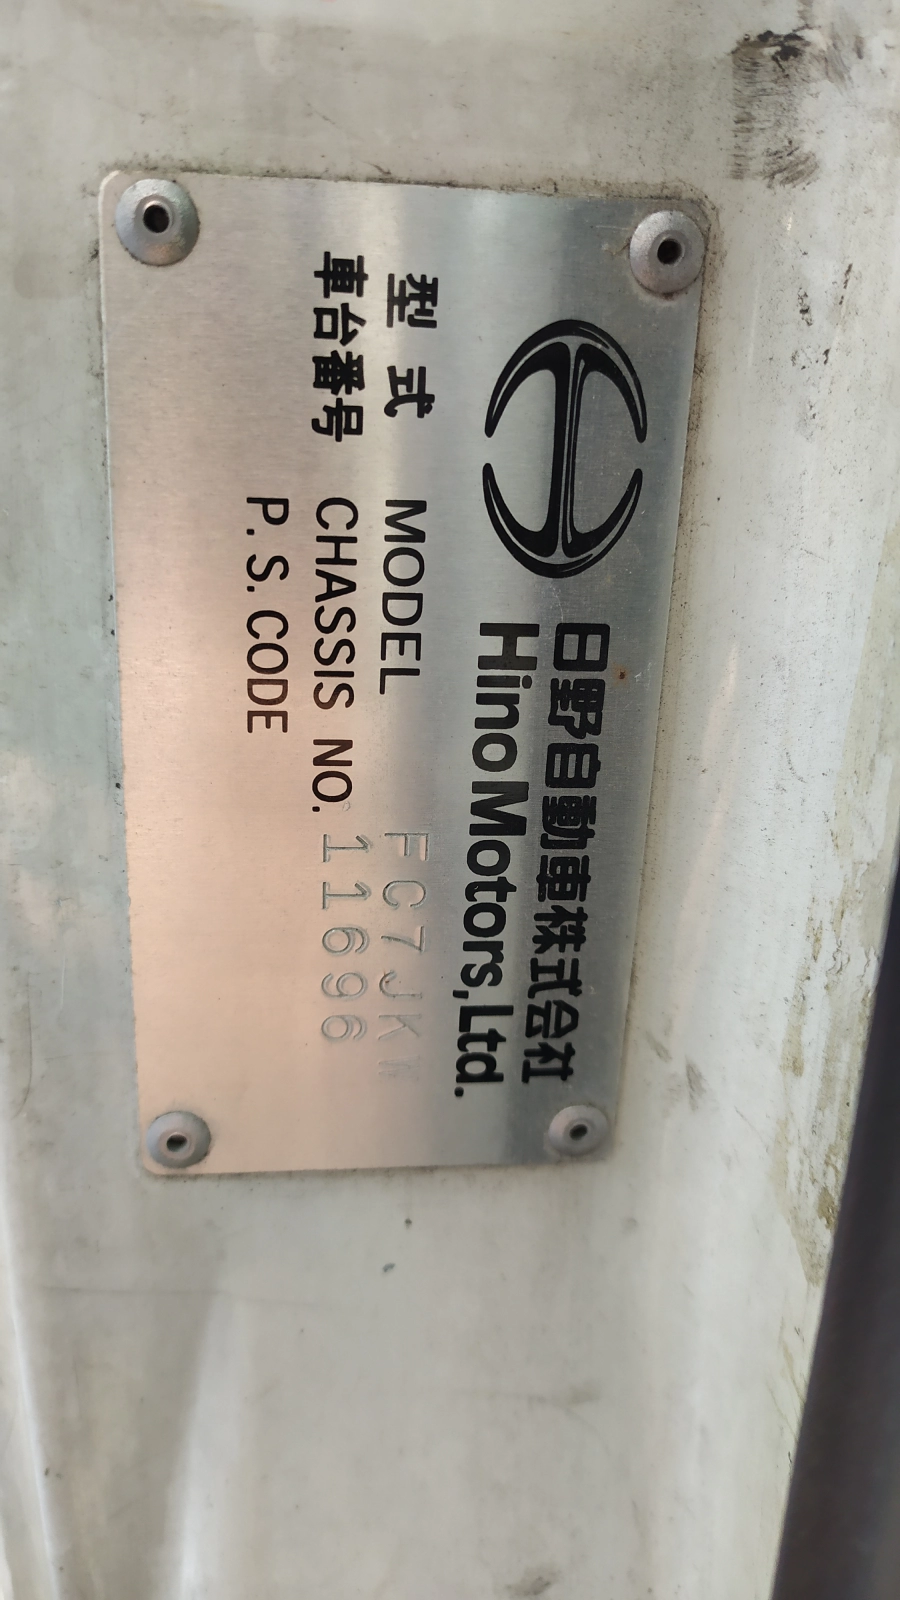 日野自動車株式会社
Hino Motors, Ltd.
型式 MODEL FC7JK
車台番号 CHASSIS NO. 11696
P. S. CODE